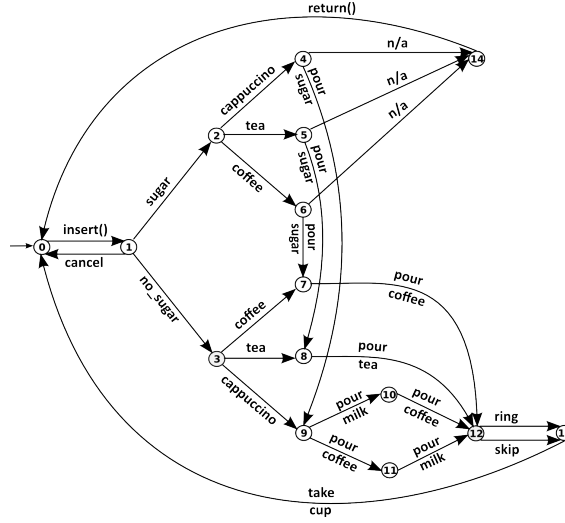 return()
n/a
4
14
cappuccino
pour
sugar
n/a
n/a
2
tea
5
pour
sugar
coffee
sugar
6
insert()
pour
sugar
0
1
cancel
no_sugar
7
pour
coffee
coffee
3
tea
8
pour
tea
cappuccino
10
pour
milk
pour
coffee
9
12
ring
skip
pour
coffee
pour
milk
11
take
cup